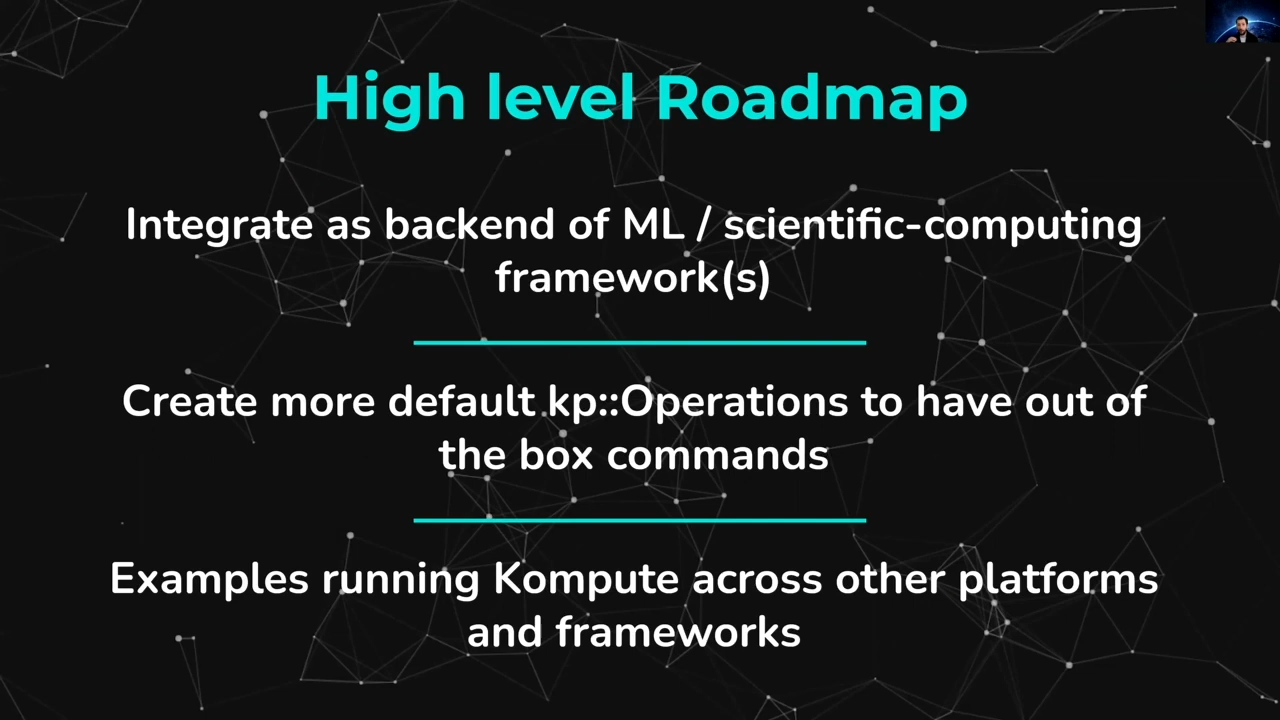 High level Roadmap
Integrate as backend of ML / scientific-computing
framework(s)
Create more default kp::Operations to have out of
the box commands
Examples running Kompute across other platforms
and frameworks